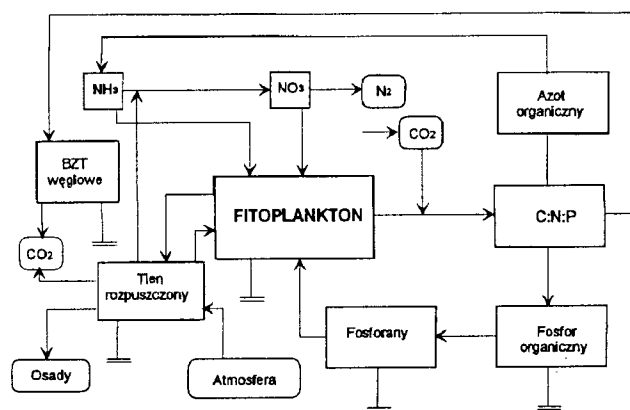 NH₃
NO₃
N₂
Azot
organiczny
CO₂
BZT
węglowe
FITOPLANKTON
C:N:P
CO₂
Tlen
rozpuszczony
Fosforany
Fosfor
organiczny
Osady
Atmosfera